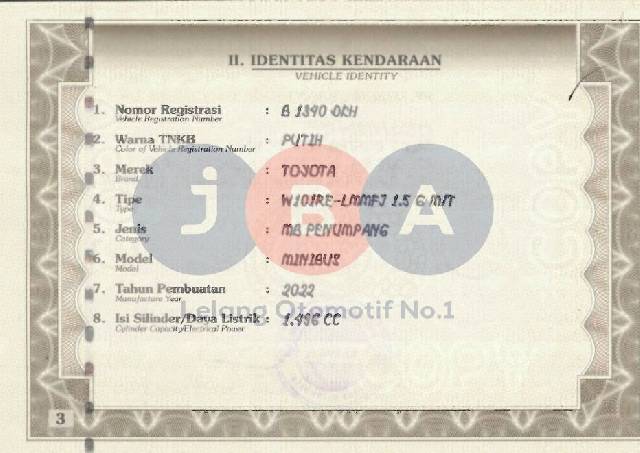 II. IDENTITAS KENDARAAN
VEHICLE IDENTITY
1. Nomor Registrasi :
Vehicle Registration Number
2. Warna TNKB : PUTIH
Color of Vehicle Registration Number
3. Merek : TOYOTA
Brand
4. Tipe : W101RE-LMMFJ 1.5 G M/T
Type
5. Jenis : MB PENUMPANG
Category
6. Model : MINIBUS
Model
7. Tahun Pembuatan : 2022
Manufacture Year
8. Isi Silinder/Daya Listrik : 1.496 CC
Cylinder Capacity/Electrical Power
JBA
Lelang Otomotif No.1
3